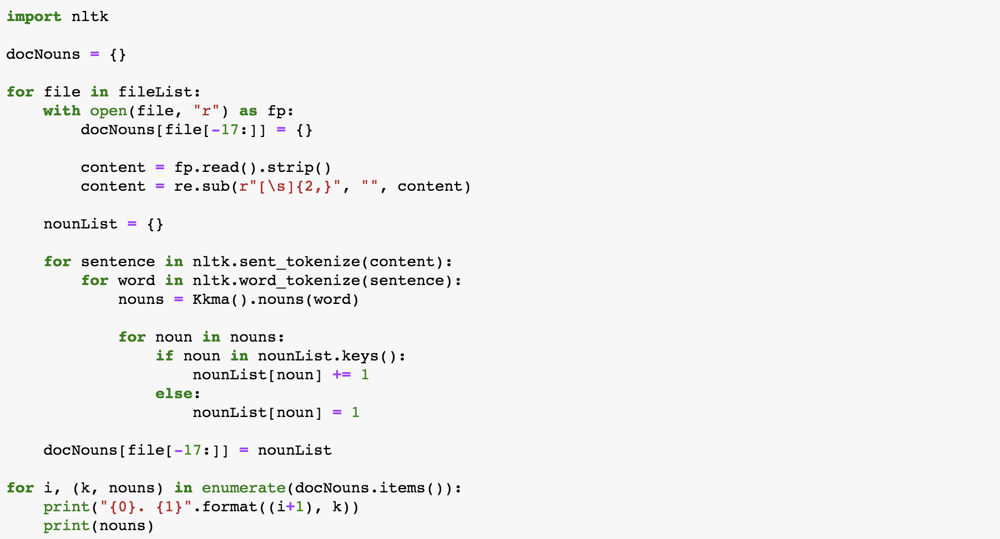 import nltk

docNouns = {}

for file in fileList:
    with open(file, "r") as fp:
        docNouns[file[-17:]] = {}

        content = fp.read().strip()
        content = re.sub(r"[\s]{2,}", "", content)

    nounList = {}

    for sentence in nltk.sent_tokenize(content):
        for word in nltk.word_tokenize(sentence):
            nouns = Kkma().nouns(word)

            for noun in nouns:
                if noun in nounList.keys():
                    nounList[noun] += 1
                else:
                    nounList[noun] = 1

    docNouns[file[-17:]] = nounList

for i, (k, nouns) in enumerate(docNouns.items()):
    print("{0}. {1}".format((i+1), k))
    print(nouns)